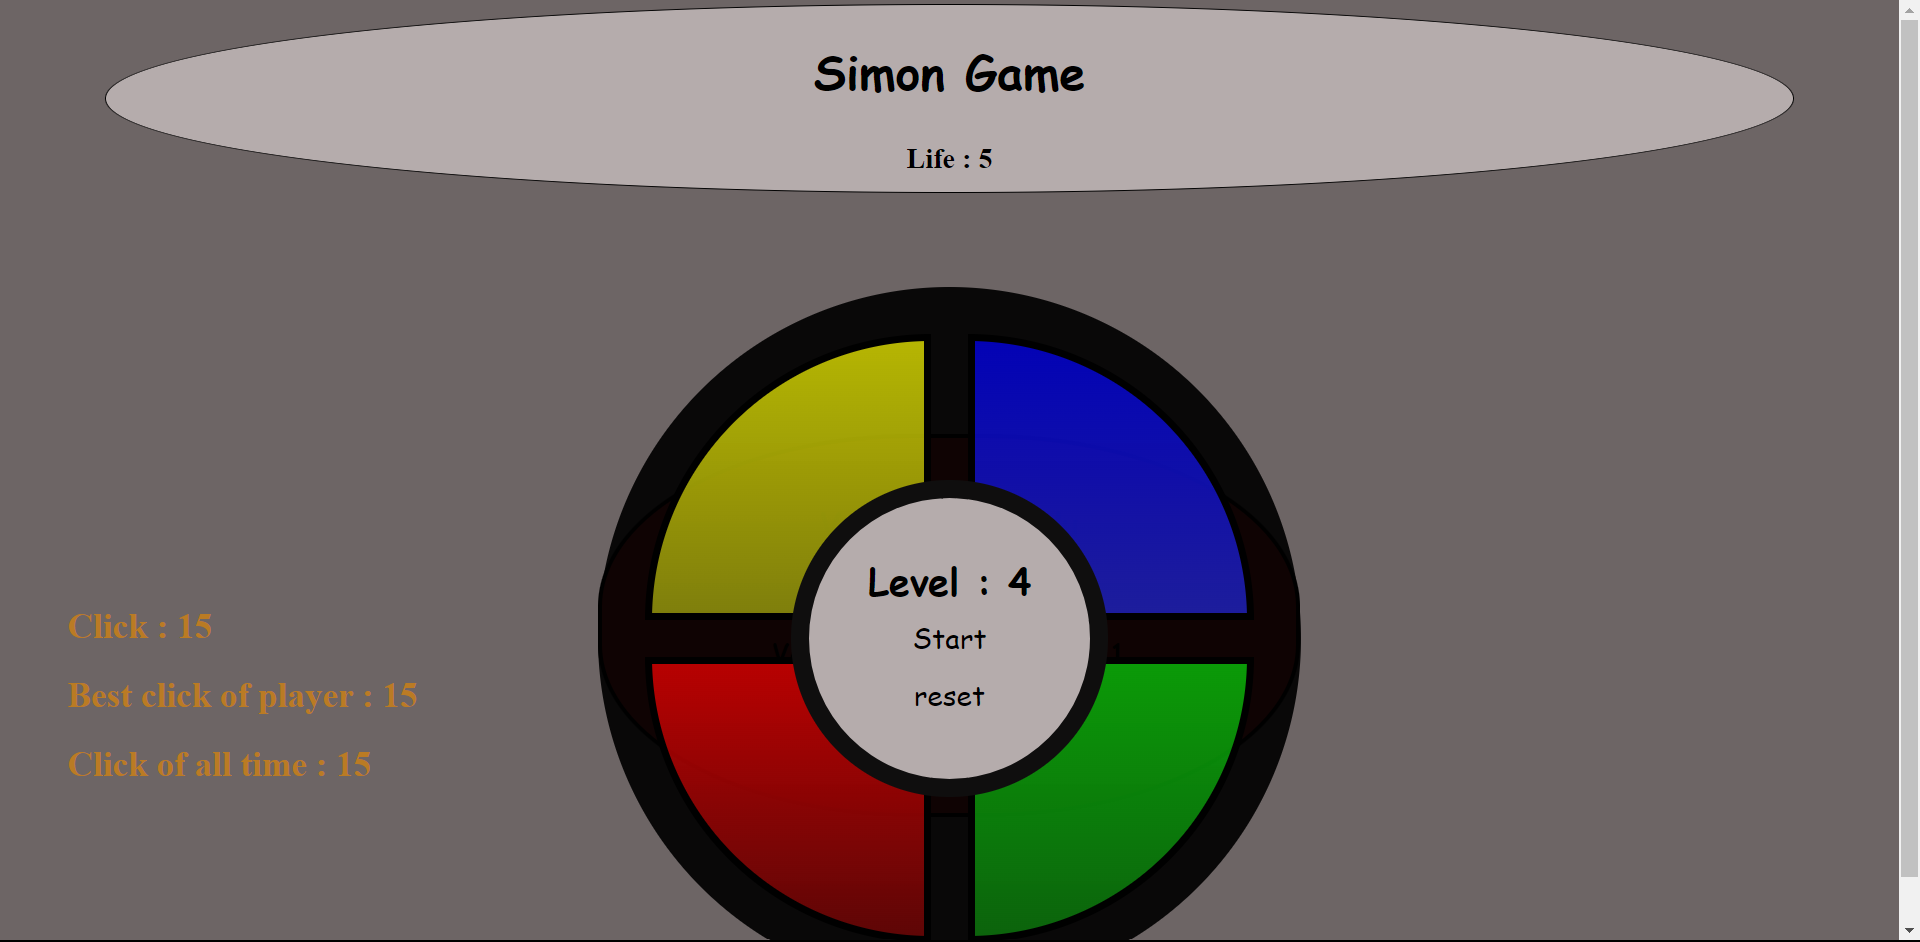 Simon Game
Life : 5
Level : 4
Start
reset
Click : 15
Best click of player : 15
Click of all time : 15